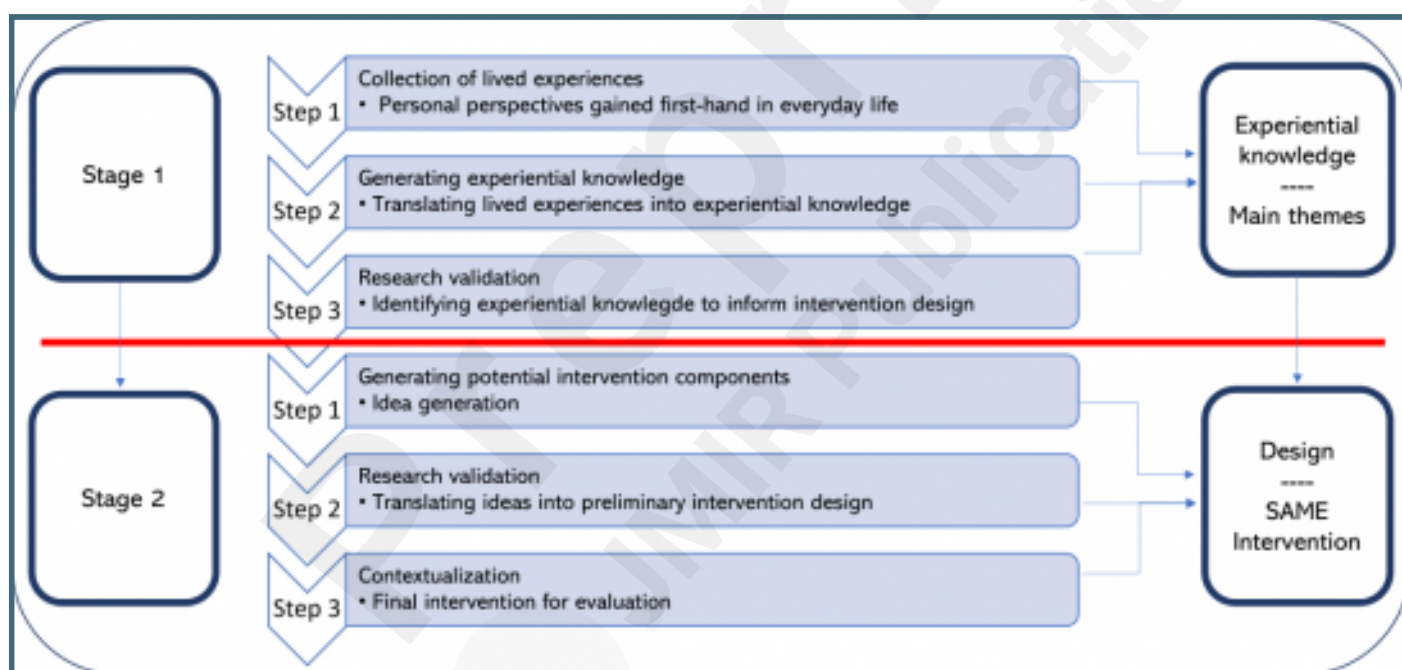 Stage 1
Step 1
Collection of lived experiences
• Personal perspectives gained first-hand in everyday life
Step 2
Generating experiential knowledge
• Translating lived experiences into experiential knowledge
Step 3
Research validation
• Identifying experiential knowlegde to inform intervention design
Experiential
knowledge
----
Main themes
Stage 2
Step 1
Generating potential intervention components
• Idea generation
Step 2
Research validation
• Translating ideas into preliminary intervention design
Step 3
Contextualization
• Final intervention for evaluation
Design
----
SAME
Intervention
Prepr
JMIR Publicatio